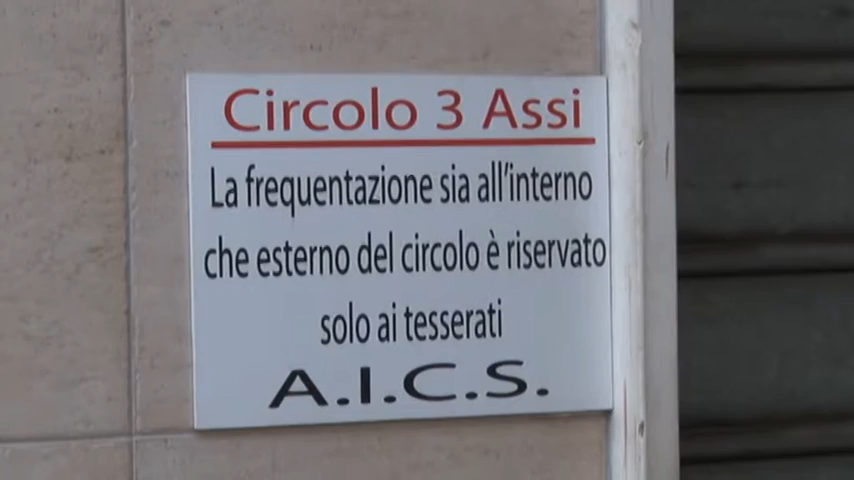 Circolo 3 Assi
La frequentazione sia all'interno
che esterno del circolo è riservato
solo ai tesserati
A.I.C.S.